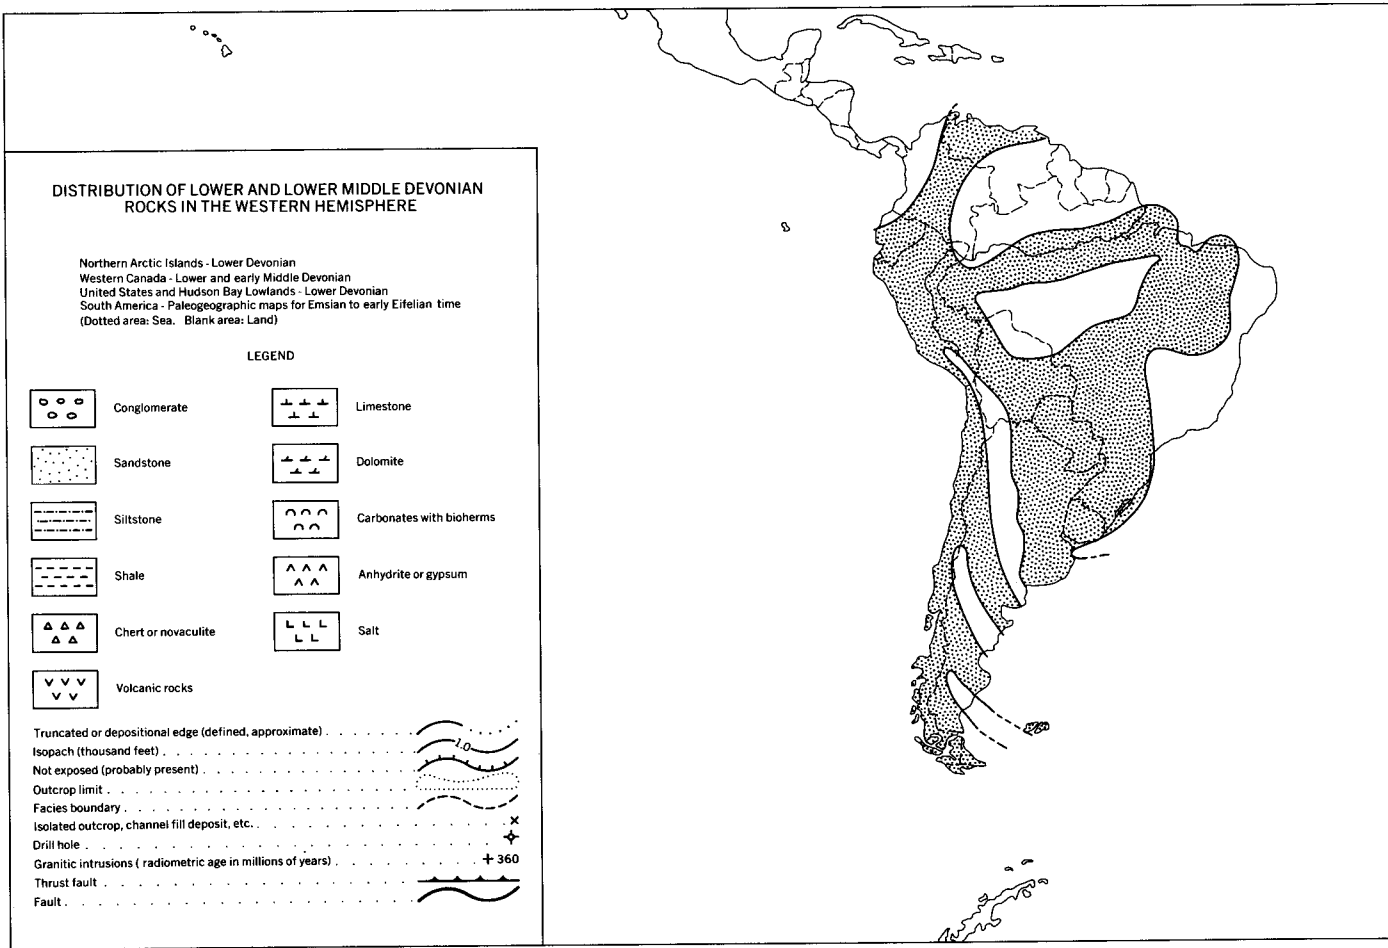 DISTRIBUTION OF LOWER AND LOWER MIDDLE DEVONIAN
ROCKS IN THE WESTERN HEMISPHERE
Northern Arctic Islands - Lower Devonian
Western Canada - Lower and early Middle Devonian
United States and Hudson Bay Lowlands - Lower Devonian
South America - Paleogeographic maps for Emsian to early Eifelian time
(Dotted area: Sea. Blank area: Land)
LEGEND
Conglomerate
Limestone
Sandstone
Dolomite
Siltstone
Carbonates with bioherms
Shale
Anhydrite or gypsum
Chert or novaculite
Salt
Volcanic rocks
Truncated or depositional edge (defined, approximate)
Isopach (thousand feet) 1.0
Not exposed (probably present)
Outcrop limit
Facies boundary
Isolated outcrop, channel fill deposit, etc.
Drill hole
Granitic intrusions ( radiometric age in millions of years) + 360
Thrust fault
Fault